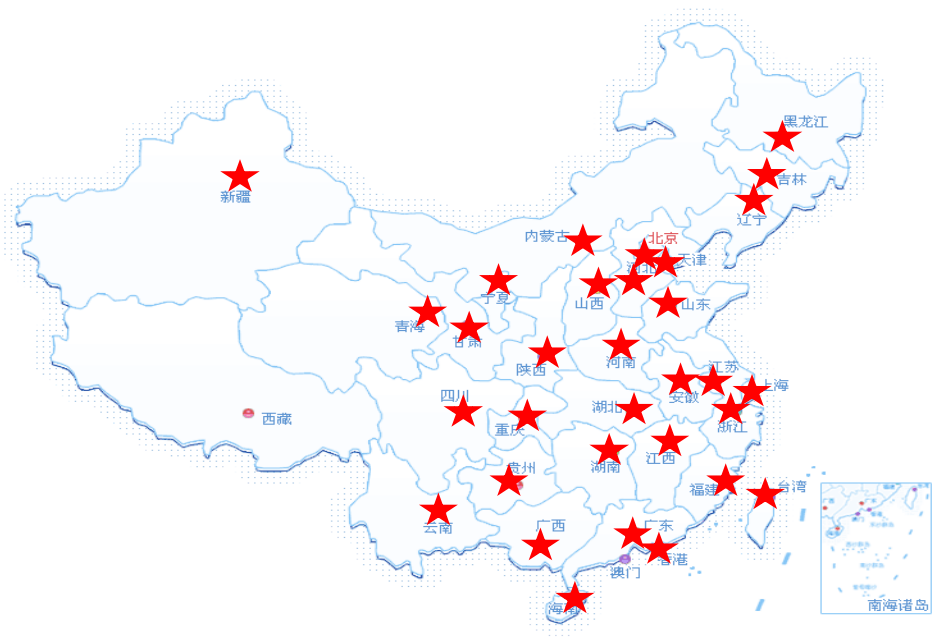 黑龙江
吉林
新疆
辽宁
内蒙古
北京
天津
河北
宁夏
山西
山东
青海
甘肃
河南
陕西
江苏
上海
四川
安徽
湖北
西藏
重庆
浙江
贵州
湖南
江西
福建
台湾
云南
广西
广东
香港
澳门
海南
南海诸岛